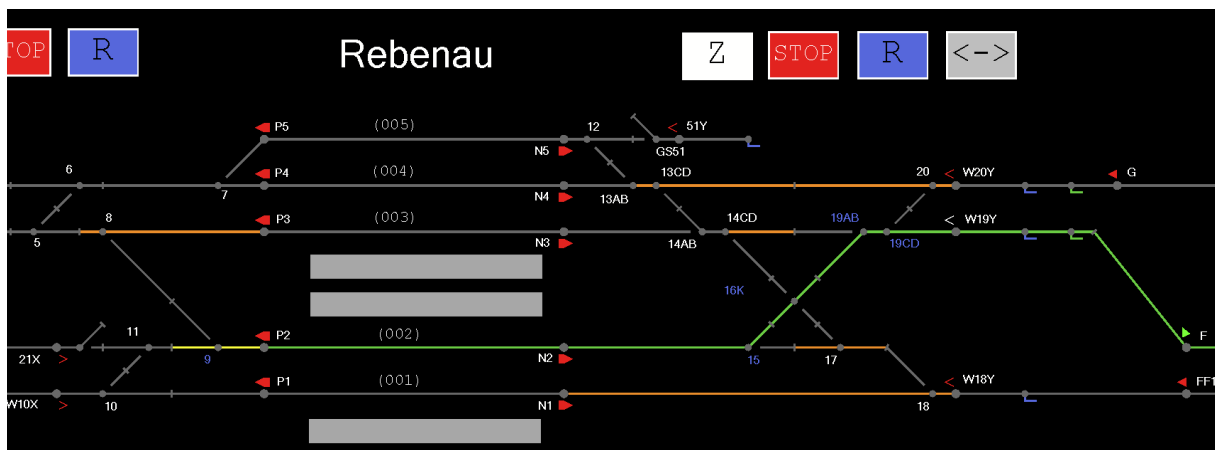 TOP R Rebenau Z STOP R <->
P5 (005) 12 < 51Y
N5 GS51
6 P4 (004) 13CD 20 < W20Y G
7 N4 13AB
5 8 P3 (003) 14CD 19AB < W19Y
N3 14AB 19CD
16K
11 P2 (002) F
21X > 9 N2 15 17
P1 (001) < W18Y FF1
W10X > 10 N1 18